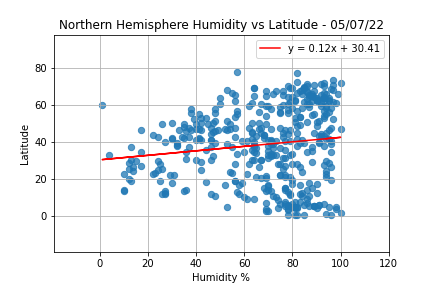 Northern Hemisphere Humidity vs Latitude - 05/07/22
y = 0.12x + 30.41
80
60
40
20
0
Latitude
0 20 40 60 80 100 120
Humidity %